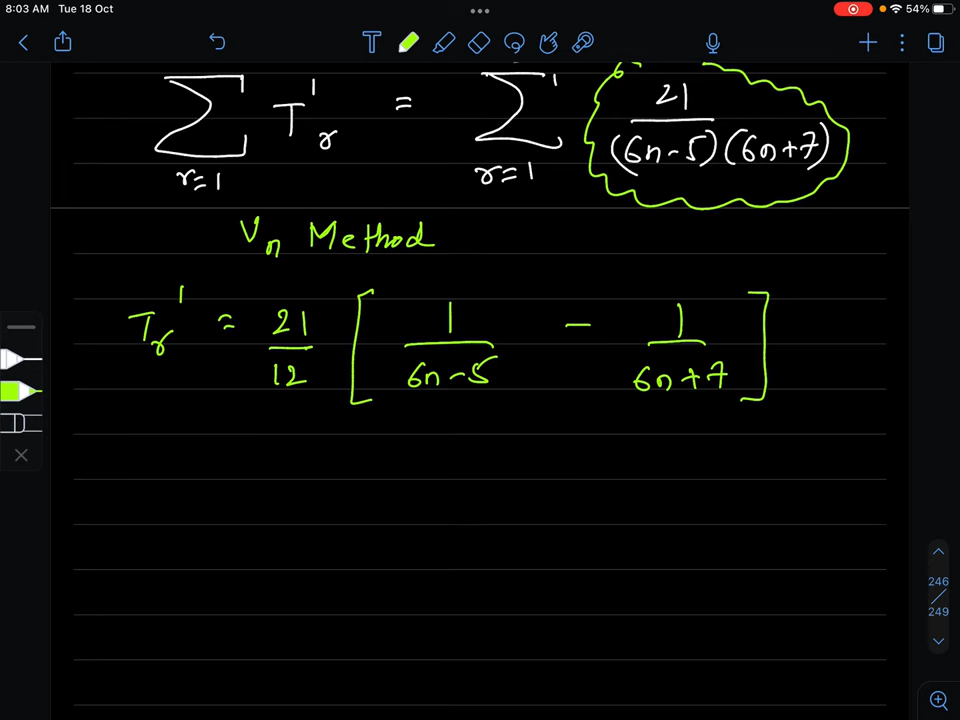 8:03 AM Tue 18 Oct
54%
∑ T'r = ∑ 21/((6n-5)(6n+7))
r=1 r=1
Vn Method
T'r = 21/12 [ 1/(6n-5) - 1/(6n+7) ]
246
/
249